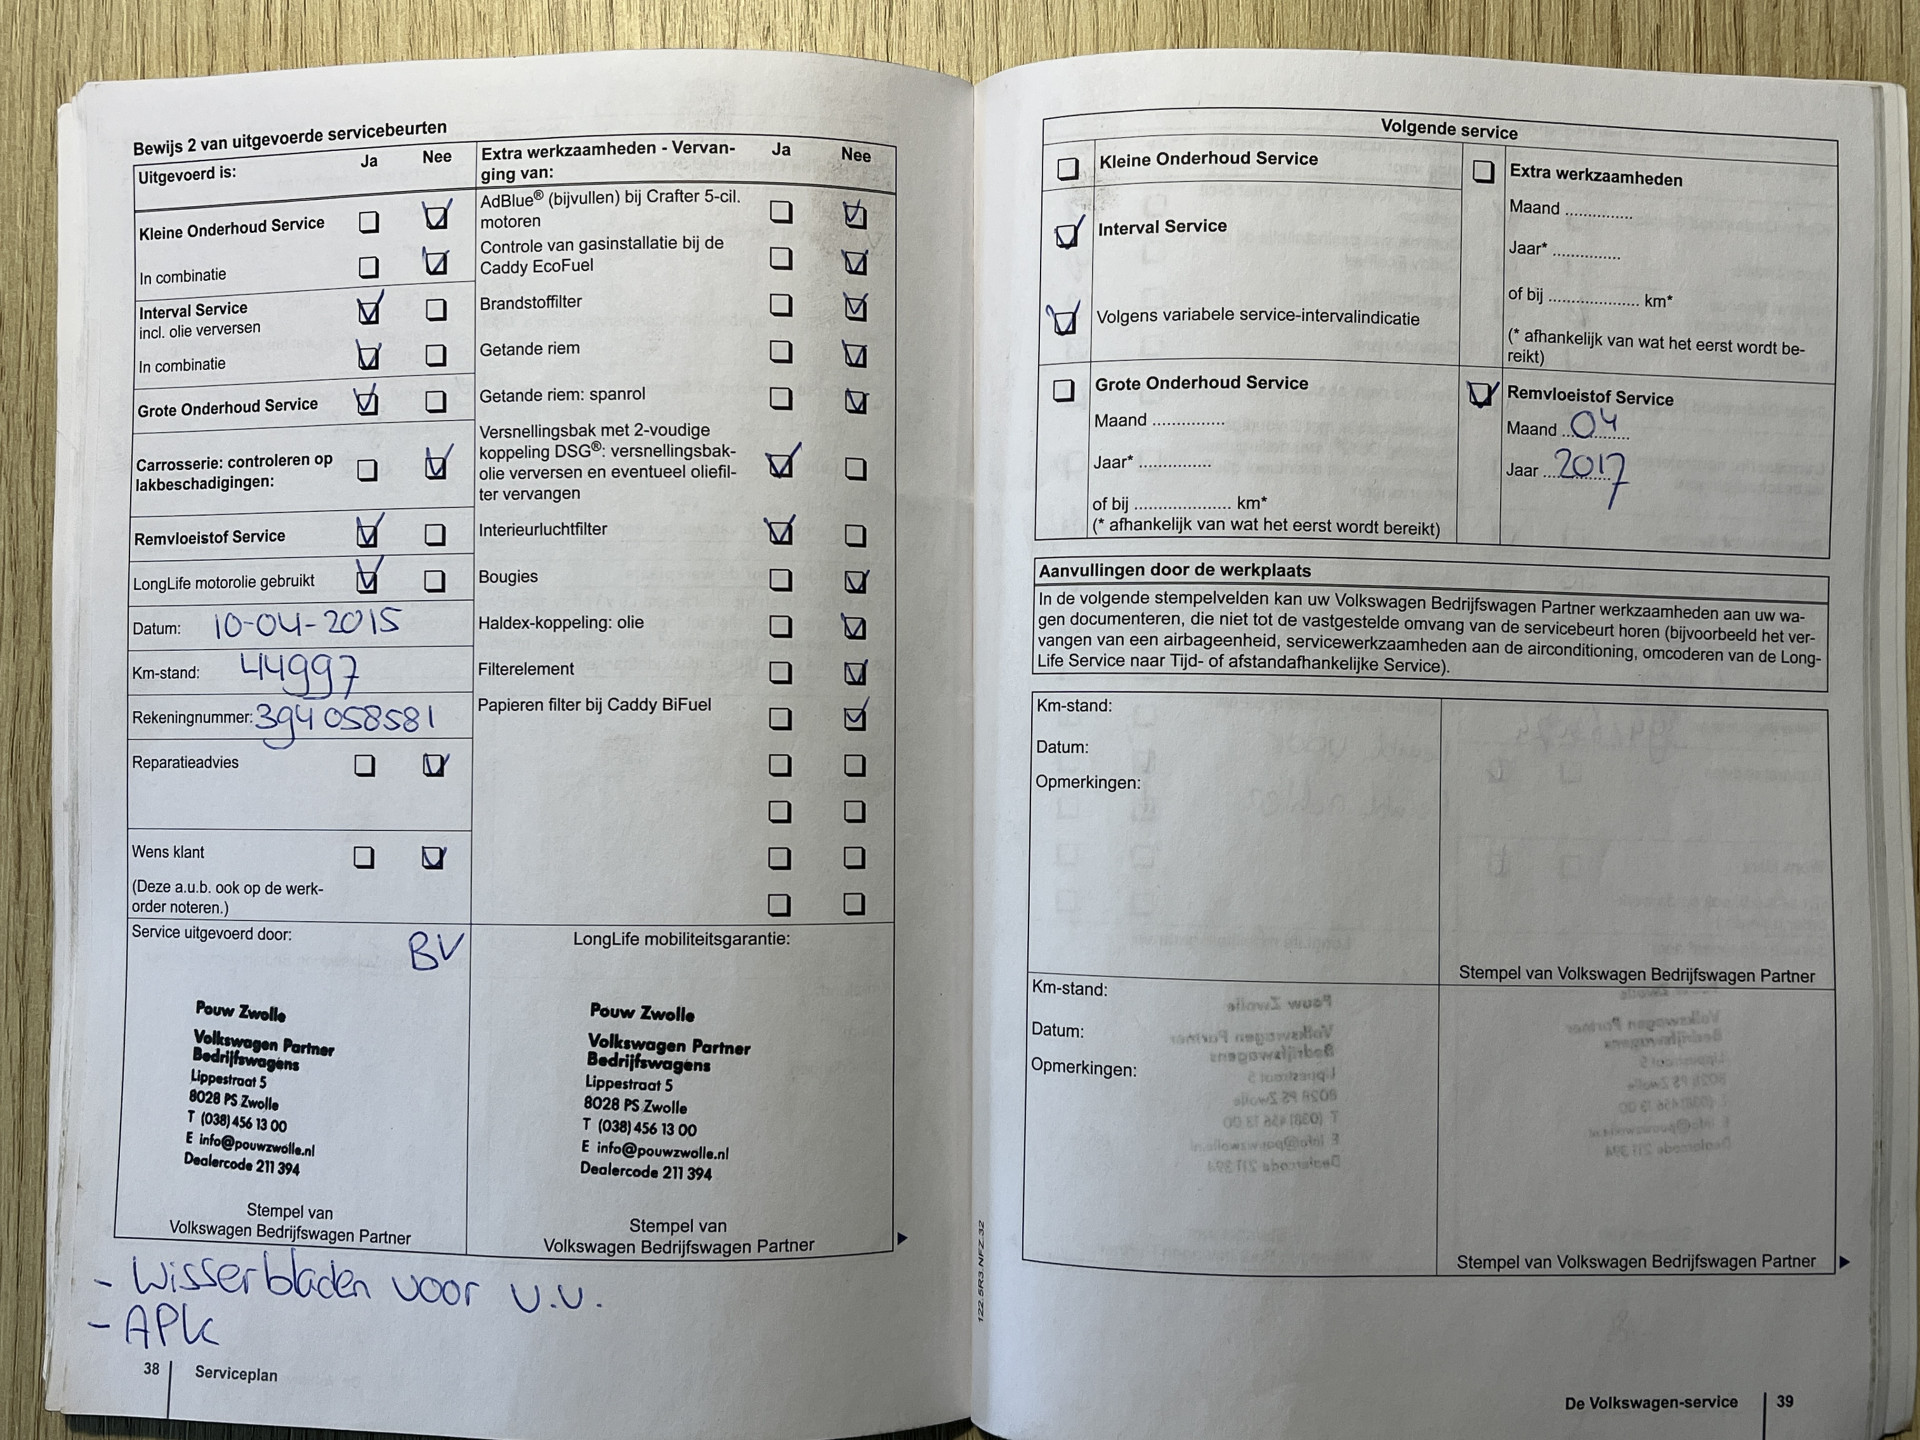 Bewijs 2 van uitgevoerde servicebeurten
Uitgevoerd is: Ja Nee
Kleine Onderhoud Service
In combinatie
Interval Service
incl. olie verversen
In combinatie
Grote Onderhoud Service
Carrosserie: controleren op
lakbeschadigingen:
Remvloeistof Service
LongLife motorolie gebruikt
Datum: 10-04-2015
Km-stand: 44997
Rekeningnummer: 394 058581
Reparatieadvies
Wens klant
(Deze a.u.b. ook op de werk-
order noteren.)
Service uitgevoerd door:
BV
Pouw Zwolle
Volkswagen Partner
Bedrijfswagens
Lippestraat 5
8028 PS Zwolle
T (038) 456 13 00
E info@pouwzwolle.nl
Dealercode 211 394
Stempel van
Volkswagen Bedrijfswagen Partner
Extra werkzaamheden - Vervan-
ging van: Ja Nee
AdBlue® (bijvullen) bij Crafter 5-cil.
motoren
Controle van gasinstallatie bij de
Caddy EcoFuel
Brandstoffilter
Getande riem
Getande riem: spanrol
Versnellingsbak met 2-voudige
koppeling DSG®: versnellingsbak-
olie verversen en eventueel oliefil-
ter vervangen
Interieurluchtfilter
Bougies
Haldex-koppeling: olie
Filterelement
Papieren filter bij Caddy BiFuel
LongLife mobiliteitsgarantie:
Pouw Zwolle
Volkswagen Partner
Bedrijfswagens
Lippestraat 5
8028 PS Zwolle
T (038) 456 13 00
E info@pouwzwolle.nl
Dealercode 211 394
Stempel van
Volkswagen Bedrijfswagen Partner
- Wisserbladen voor v.v.
- APK
38 Serviceplan
122.5R3.NFZ.32
Volgende service
Kleine Onderhoud Service
Interval Service
Volgens variabele service-intervalindicatie
Extra werkzaamheden
Maand ..............
Jaar* ..............
of bij ................... km*
(* afhankelijk van wat het eerst wordt be-
reikt)
Grote Onderhoud Service
Maand ..............
Jaar* ..............
of bij ................... km*
(* afhankelijk van wat het eerst wordt bereikt)
Remvloeistof Service
Maand 04
Jaar 2017
Aanvullingen door de werkplaats
In de volgende stempelvelden kan uw Volkswagen Bedrijfswagen Partner werkzaamheden aan uw wa-
gen documenteren, die niet tot de vastgestelde omvang van de servicebeurt horen (bijvoorbeeld het ver-
vangen van een airbageenheid, servicewerkzaamheden aan de airconditioning, omcoderen van de Long-
Life Service naar Tijd- of afstandafhankelijke Service).
Km-stand:
Datum:
Opmerkingen:
Stempel van Volkswagen Bedrijfswagen Partner
Km-stand:
Datum:
Opmerkingen:
Stempel van Volkswagen Bedrijfswagen Partner
De Volkswagen-service 39